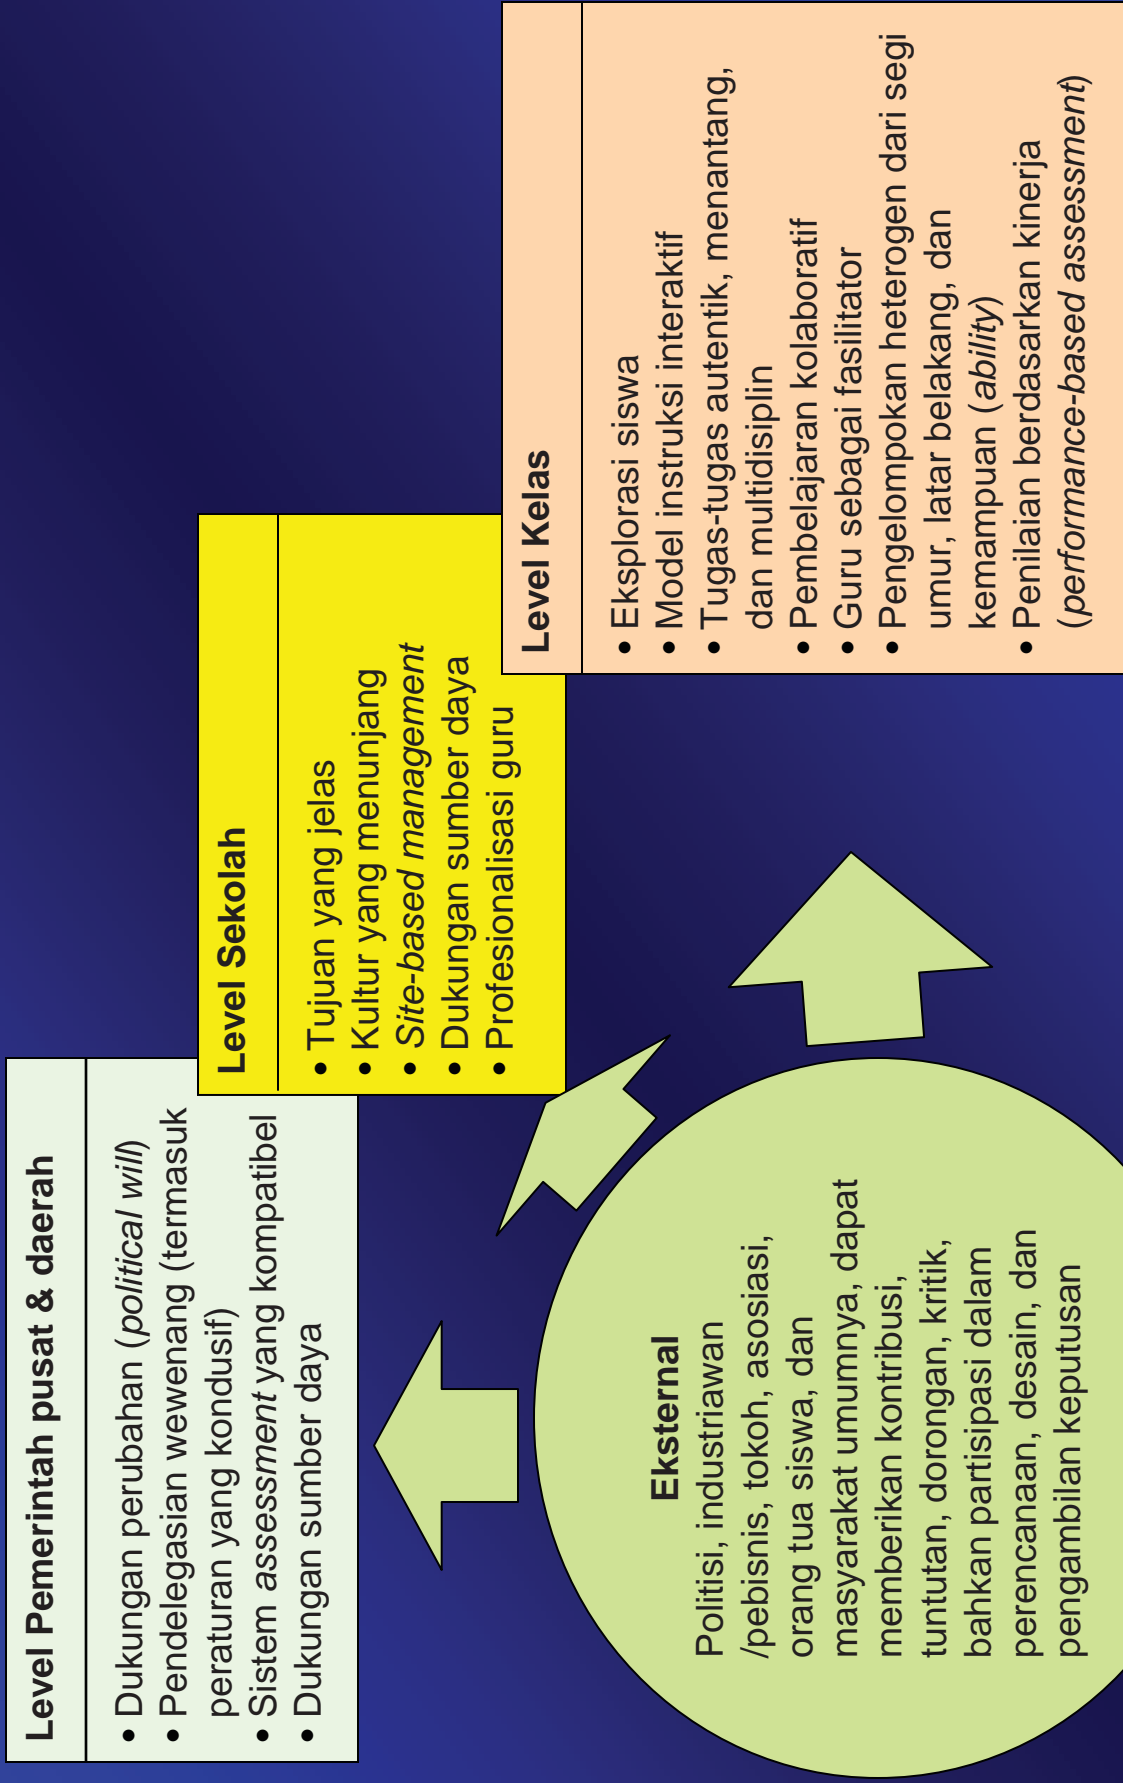 Level Pemerintah pusat & daerah
• Dukungan perubahan (political will)
• Pendelegasian wewenang (termasuk
peraturan yang kondusif)
• Sistem assessment yang kompatibel
• Dukungan sumber daya
Level Sekolah
• Tujuan yang jelas
• Kultur yang menunjang
• Site-based management
• Dukungan sumber daya
• Profesionalisasi guru
Level Kelas
• Eksplorasi siswa
• Model instruksi interaktif
• Tugas-tugas autentik, menantang,
dan multidisiplin
• Pembelajaran kolaboratif
• Guru sebagai fasilitator
• Pengelompokan heterogen dari segi
umur, latar belakang, dan
kemampuan (ability)
• Penilaian berdasarkan kinerja
(performance-based assessment)
Eksternal
Politisi, industriawan
/pebisnis, tokoh, asosiasi,
orang tua siswa, dan
masyarakat umumnya, dapat
memberikan kontribusi,
tuntutan, dorongan, kritik,
bahkan partisipasi dalam
perencanaan, desain, dan
pengambilan keputusan